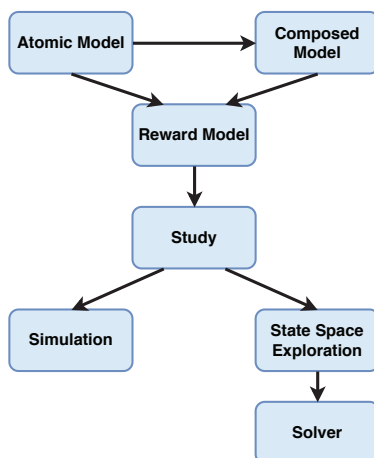 Atomic Model
Composed
Model
Reward Model
Study
Simulation
State Space
Exploration
Solver